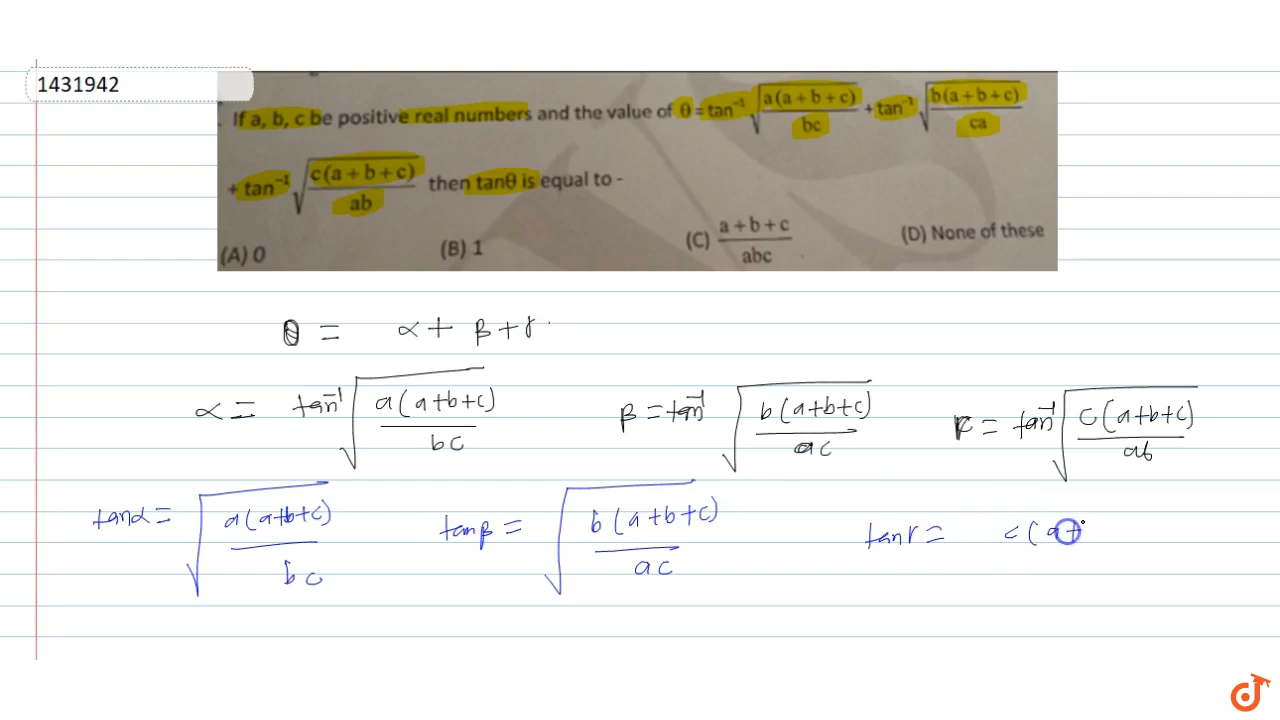 1431942
If a, b, c be positive real numbers and the value of θ = tan⁻¹ √(a(a+b+c)/bc) + tan⁻¹ √(b(a+b+c)/ca)
+ tan⁻¹ √(c(a+b+c)/ab) then tanθ is equal to -
(A) 0 (B) 1 (C) (a+b+c)/abc (D) None of these
θ = α + β + γ
α = tan⁻¹ √(a(a+b+c)/bc) β = tan⁻¹ √(b(a+b+c)/ac) γ = tan⁻¹ √(c(a+b+c)/ab)
tanα = √(a(a+b+c)/bc) tanβ = √(b(a+b+c)/ac) tanγ = c(a+